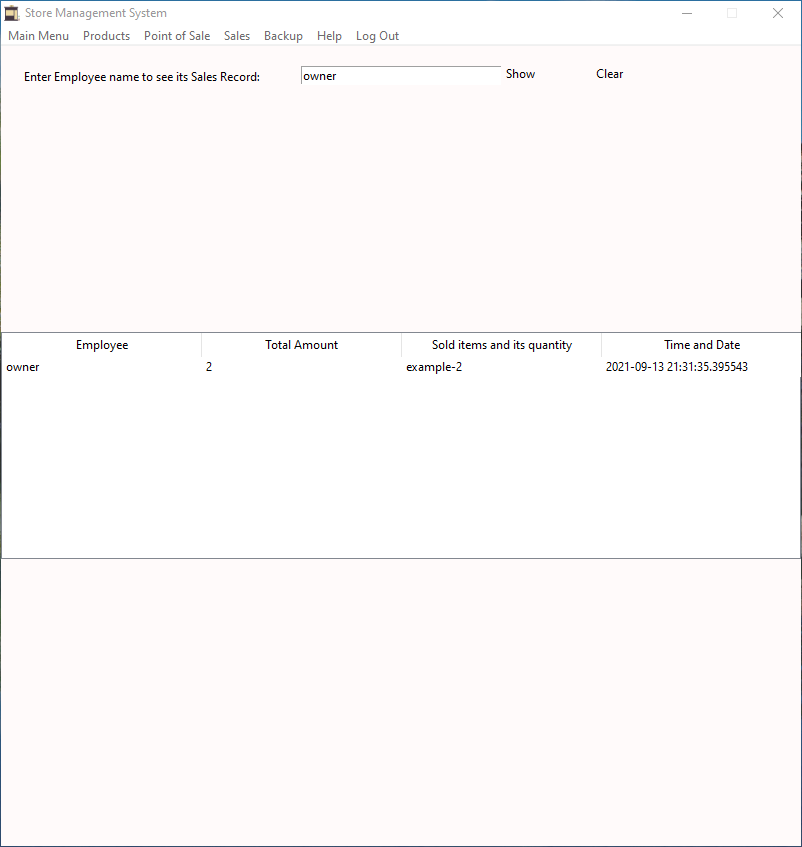 Store Management System
Main Menu Products Point of Sale Sales Backup Help Log Out
Enter Employee name to see its Sales Record: owner Show Clear
Employee Total Amount Sold items and its quantity Time and Date
owner 2 example-2 2021-09-13 21:31:35.395543